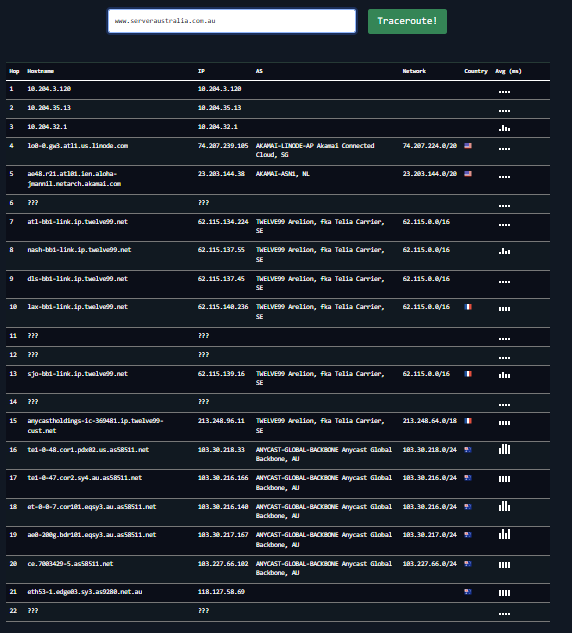 www.serveraustralia.com.au Traceroute!
Hop Hostname IP AS Network Country Avg (ms)
1 10.204.3.120 10.204.3.120
2 10.204.35.13 10.204.35.13
3 10.204.32.1 10.204.32.1
4 lo0-0.gw3.atl1.us.linode.com 74.207.239.105 AKAMAI-LINODE-AP Akamai Connected 74.207.224.0/20
Cloud, SG
5 ae48.r21.atl01.ien.aloha- 23.203.144.38 AKAMAI-ASN1, NL 23.203.144.0/20
jmannil.netarch.akamai.com
6 ??? ???
7 atl-bb1-link.ip.twelve99.net 62.115.134.224 TWELVE99 Arelion, fka Telia Carrier, 62.115.0.0/16
SE
8 nash-bb1-link.ip.twelve99.net 62.115.137.55 TWELVE99 Arelion, fka Telia Carrier, 62.115.0.0/16
SE
9 dls-bb1-link.ip.twelve99.net 62.115.137.45 TWELVE99 Arelion, fka Telia Carrier, 62.115.0.0/16
SE
10 lax-bb1-link.ip.twelve99.net 62.115.140.236 TWELVE99 Arelion, fka Telia Carrier, 62.115.0.0/16
SE
11 ??? ???
12 ??? ???
13 sjo-bb1-link.ip.twelve99.net 62.115.139.16 TWELVE99 Arelion, fka Telia Carrier, 62.115.0.0/16
SE
14 ??? ???
15 anycastholdings-ic-369481.ip.twelve99- 213.248.96.11 TWELVE99 Arelion, fka Telia Carrier, 213.248.64.0/18
cust.net SE
16 te1-0-48.cor1.pdx02.us.as58511.net 103.30.218.33 ANYCAST-GLOBAL-BACKBONE Anycast Global 103.30.218.0/24
Backbone, AU
17 te1-0-47.cor2.sy4.au.as58511.net 103.30.216.166 ANYCAST-GLOBAL-BACKBONE Anycast Global 103.30.216.0/24
Backbone, AU
18 et-0-0-7.cor101.eqsy3.au.as58511.net 103.30.216.140 ANYCAST-GLOBAL-BACKBONE Anycast Global 103.30.216.0/24
Backbone, AU
19 ae0-200g.bdr101.eqsy3.au.as58511.net 103.30.217.167 ANYCAST-GLOBAL-BACKBONE Anycast Global 103.30.217.0/24
Backbone, AU
20 ce.7003429-5.as58511.net 103.227.66.102 ANYCAST-GLOBAL-BACKBONE Anycast Global 103.227.66.0/24
Backbone, AU
21 eth53-1.edge03.sy3.as9280.net.au 118.127.58.69
22 ??? ???